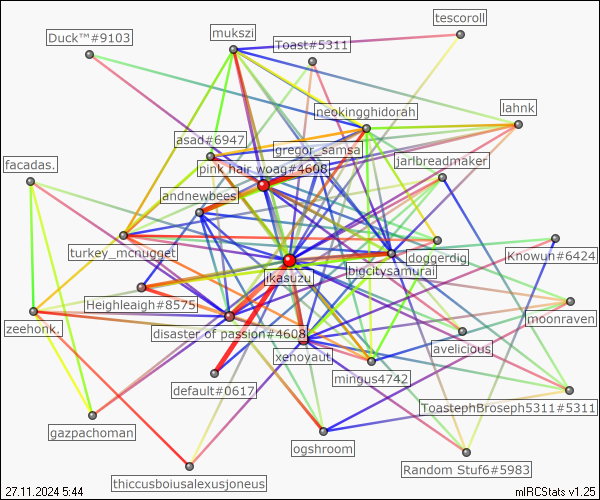 tescoroll
mukszi
Duck™#9103
Toast#5311
neokingghidorah
lahnk
asad#6947
gregor_samsa
jarlbreadmaker
facadas.
pink hair woag#4608
andnewbees
turkey_mcnugget
doggerdig
Knowun#6424
bigcitysamurai
ikasuzu
Heighleaigh#8575
moonraven
zeehonk.
disaster of passion#4608
avelicious
xenoyaut
mingus4742
default#0617
ToastephBroseph5311#5311
gazpachoman
ogshroom
Random Stuf6#5983
thiccusboiusalexusjoneus
27.11.2024 5:44
mIRCStats v1.25